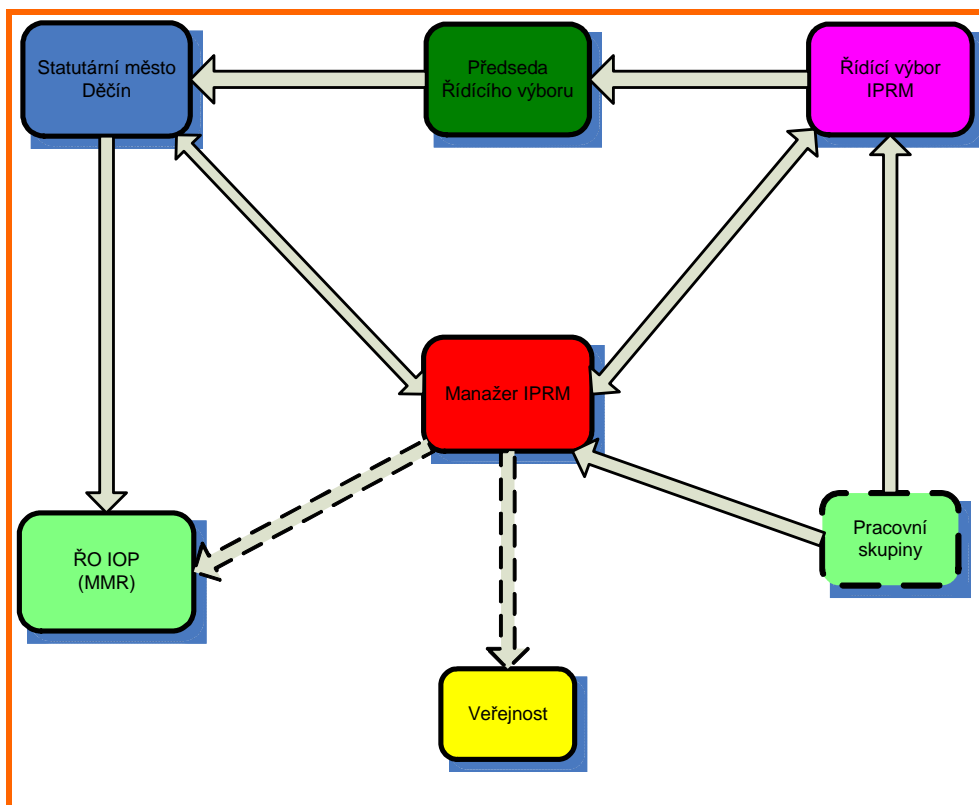 Statutární město
Děčín
Předseda
Řídícího výboru
Řídící výbor
IPRM
Manažer IPRM
ŘO IOP
(MMR)
Pracovní
skupiny
Veřejnost